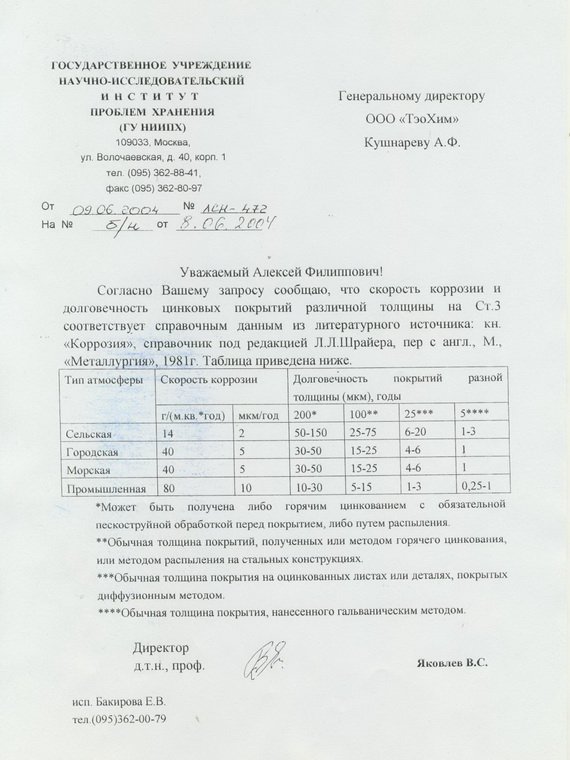 ГОСУДАРСТВЕННОЕ УЧРЕЖДЕНИЕ
НАУЧНО-ИССЛЕДОВАТЕЛЬСКИЙ
И Н С Т И Т У Т
ПРОБЛЕМ ХРАНЕНИЯ
(ГУ НИИПХ)
109033, Москва,
ул. Волочаевская, д. 40, корп. 1
тел. (095) 362-88-41,
факс (095) 362-80-97
От 09.06.2004 № ЛСН-472
На № б/н от 8.06.2004
Генеральному директору
ООО «ТэоХим»
Кушнареву А.Ф.
Уважаемый Алексей Филиппович!
Согласно Вашему запросу сообщаю, что скорость коррозии и
долговечность цинковых покрытий различной толщины на Ст.3
соответствует справочным данным из литературного источника: кн.
«Коррозия», справочник под редакцией Л.Л.Шрайера, пер с англ., М.,
«Металлургия», 1981г. Таблица приведена ниже.
Тип атмосферы Скорость коррозии Долговечность покрытий разной
толщины (мкм), годы
г/(м.кв.*год) мкм/год 200* 100** 25*** 5****
Сельская 14 2 50-150 25-75 6-20 1-3
Городская 40 5 30-50 15-25 4-6 1
Морская 40 5 30-50 15-25 4-6 1
Промышленная 80 10 10-30 5-15 1-3 0,25-1
*Может быть получена либо горячим цинкованием с обязательной
пескоструйной обработкой перед покрытием, либо путем распыления.
**Обычная толщина покрытий, полученных или методом горячего цинкования,
или методом распыления на стальных конструкциях.
***Обычная толщина покрытия на оцинкованных листах или деталях, покрытых
диффузионным методом.
****Обычная толщина покрытия, нанесенного гальваническим методом.
Директор
д.т.н., проф. Яковлев В.С.
исп. Бакирова Е.В.
тел.(095)362-00-79